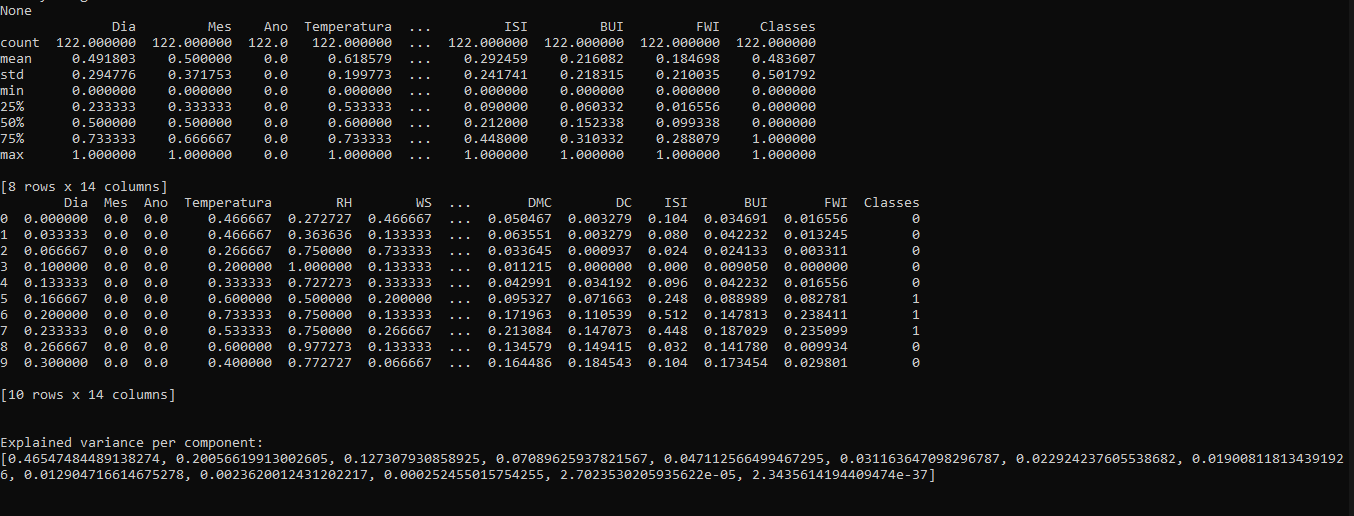 None
Dia Mes Ano Temperatura ... ISI BUI FWI Classes
count 122.000000 122.000000 122.0 122.000000 ... 122.000000 122.000000 122.000000 122.000000
mean 0.491803 0.500000 0.0 0.618579 ... 0.292459 0.216082 0.184698 0.483607
std 0.294776 0.371753 0.0 0.199773 ... 0.241741 0.218315 0.210035 0.501792
min 0.000000 0.000000 0.0 0.000000 ... 0.000000 0.000000 0.000000 0.000000
25% 0.233333 0.333333 0.0 0.533333 ... 0.090000 0.060332 0.016556 0.000000
50% 0.500000 0.500000 0.0 0.600000 ... 0.212000 0.152338 0.099338 0.000000
75% 0.733333 0.666667 0.0 0.733333 ... 0.448000 0.310332 0.288079 1.000000
max 1.000000 1.000000 0.0 1.000000 ... 1.000000 1.000000 1.000000 1.000000
[8 rows x 14 columns]
Dia Mes Ano Temperatura RH WS ... DMC DC ISI BUI FWI Classes
0 0.000000 0.0 0.0 0.466667 0.272727 0.466667 ... 0.050467 0.003279 0.104 0.034691 0.016556 0
1 0.033333 0.0 0.0 0.466667 0.363636 0.133333 ... 0.063551 0.003279 0.080 0.042232 0.013245 0
2 0.066667 0.0 0.0 0.266667 0.750000 0.733333 ... 0.033645 0.000937 0.024 0.024133 0.003311 0
3 0.100000 0.0 0.0 0.200000 1.000000 0.133333 ... 0.011215 0.000000 0.000 0.009050 0.000000 0
4 0.133333 0.0 0.0 0.333333 0.727273 0.333333 ... 0.042991 0.034192 0.096 0.042232 0.016556 0
5 0.166667 0.0 0.0 0.600000 0.500000 0.200000 ... 0.095327 0.071663 0.248 0.088989 0.082781 1
6 0.200000 0.0 0.0 0.733333 0.750000 0.133333 ... 0.171963 0.110539 0.512 0.147813 0.238411 1
7 0.233333 0.0 0.0 0.533333 0.750000 0.266667 ... 0.213084 0.147073 0.448 0.187029 0.235099 1
8 0.266667 0.0 0.0 0.600000 0.977273 0.133333 ... 0.134579 0.149415 0.032 0.141780 0.009934 0
9 0.300000 0.0 0.0 0.400000 0.772727 0.066667 ... 0.164486 0.184543 0.104 0.173454 0.029801 0
[10 rows x 14 columns]
Explained variance per component:
[0.46547484489138274, 0.20056619913002605, 0.127307930858925, 0.07089625937821567, 0.047112566499467295, 0.031163647098296787, 0.022924237605538682, 0.01900811813439192
6, 0.012904716614675278, 0.0023620012431202217, 0.000252455015754255, 2.7023530205935622e-05, 2.3435614194409474e-37]